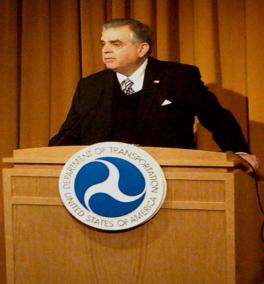 DEPARTMENT OF TRANSPORTATION
UNITED STATES OF AMERICA